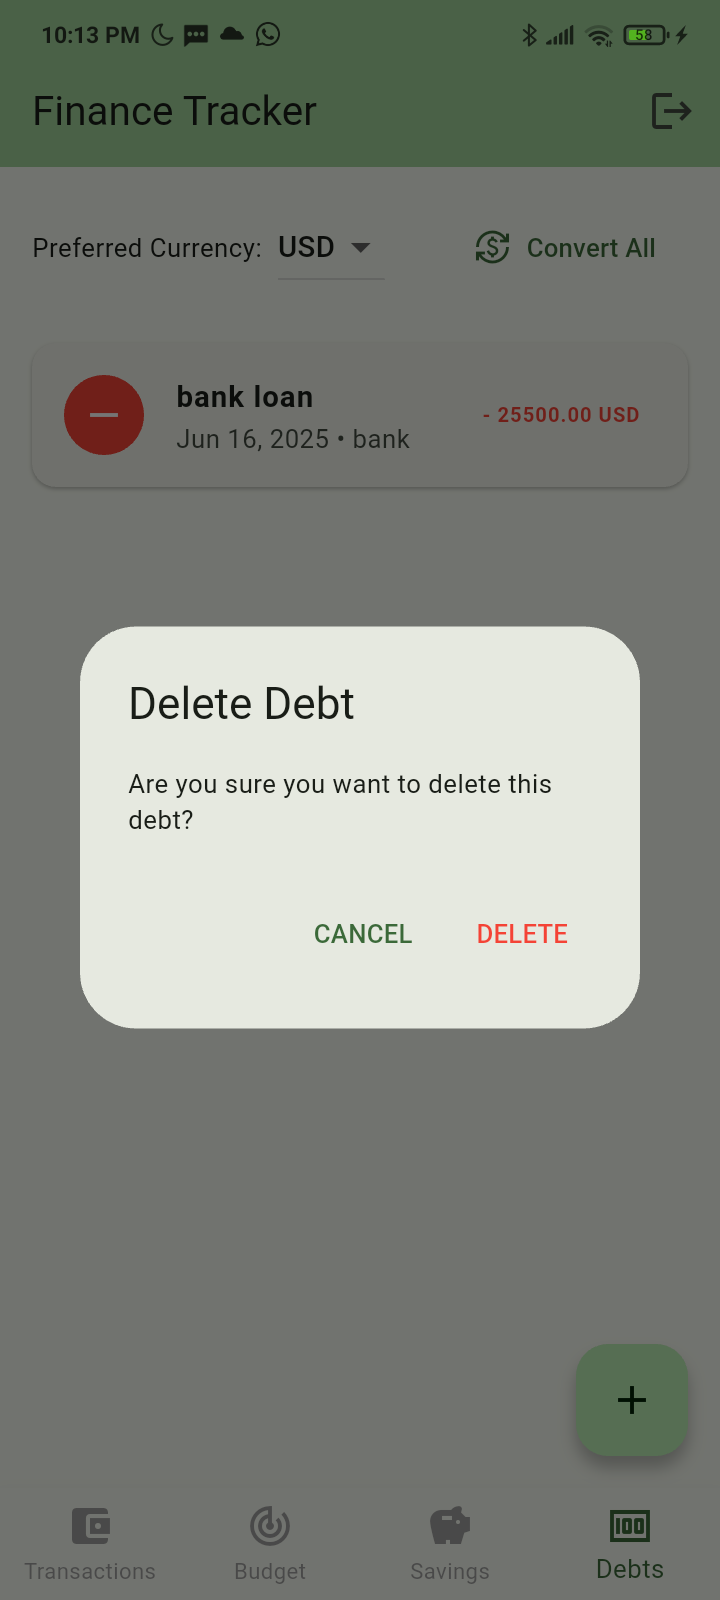 10:13 PM
58
Finance Tracker
Preferred Currency: USD
Convert All
bank loan
Jun 16, 2025 • bank
- 25500.00 USD
Delete Debt
Are you sure you want to delete this
debt?
CANCEL
DELETE
+
Transactions
Budget
Savings
100
Debts